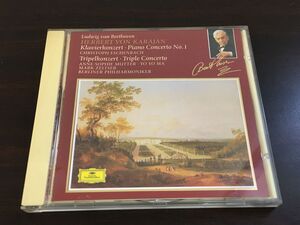 Ludwig van Beethoven
HERBERT VON KARAJAN
Klavierkonzert · Piano Concerto No. 1
CHRISTOPH ESCHENBACH
Tripelkonzert · Triple Concerto
ANNE-SOPHIE MUTTER · YO YO MA
MARK ZELTSER
BERLINER PHILHARMONIKER